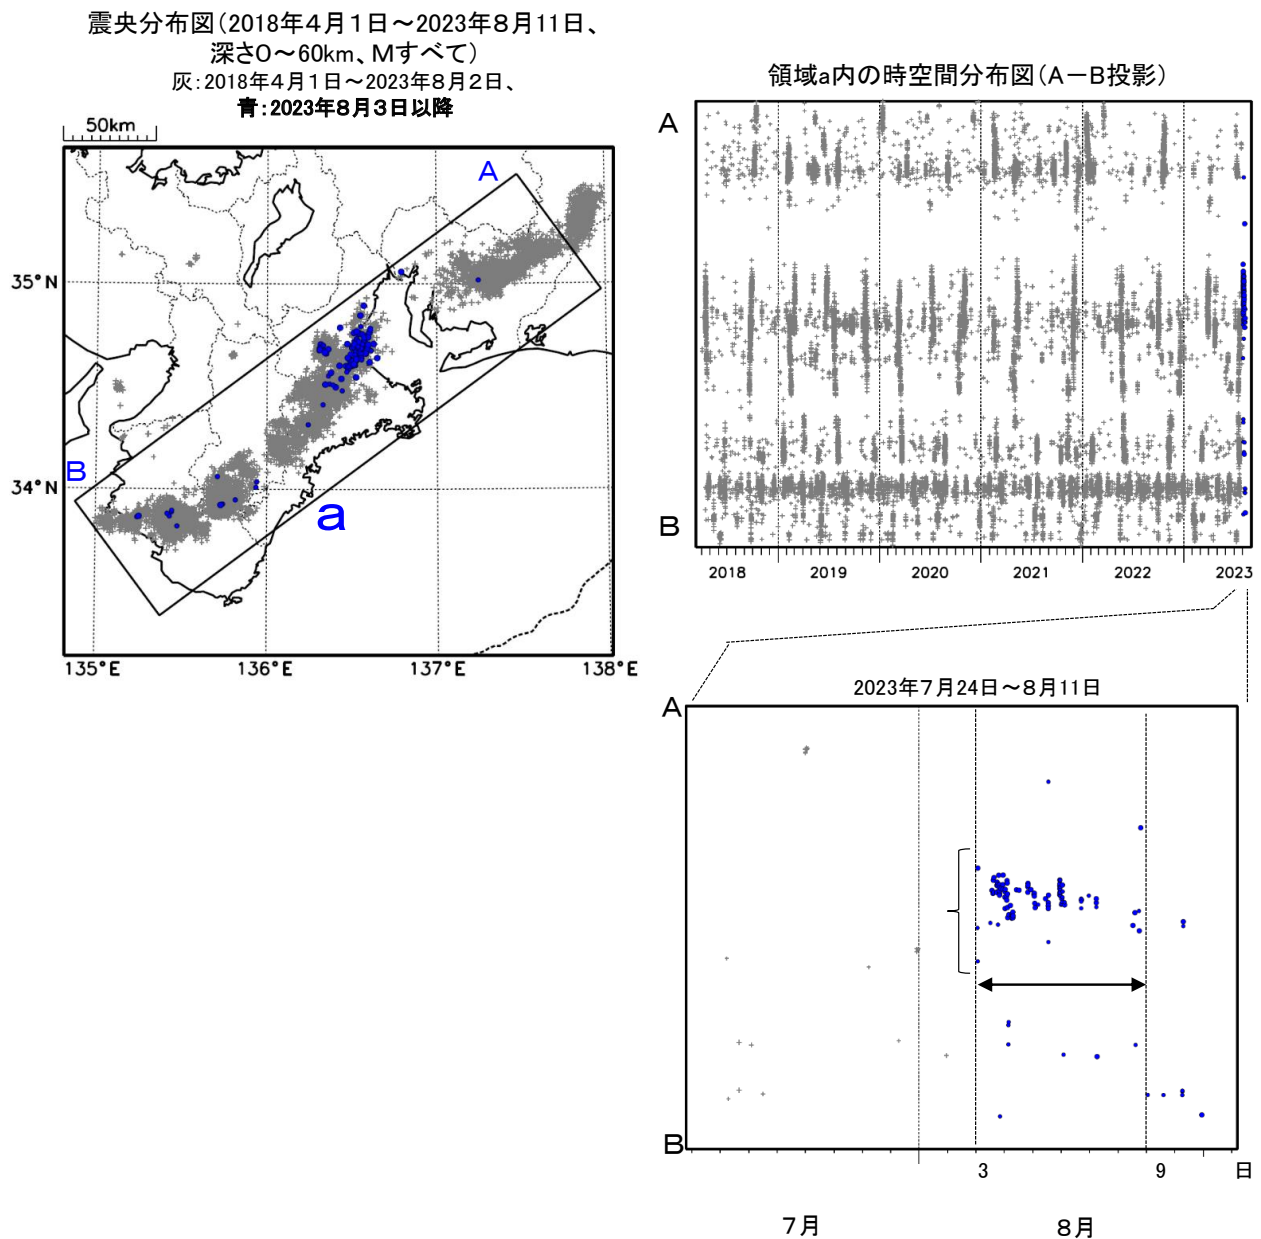 震央分布図(2018年4月1日～2023年8月11日、
深さ0～60km、Mすべて)
灰:2018年4月1日～2023年8月2日、
青:2023年8月3日以降
50km
A
35°N
B
34°N
a
135°E
136°E
137°E
138°E
領域a内の時空間分布図(A－B投影)
A
B
2018
2019
2020
2021
2022
2023
2023年7月24日～8月11日
A
B
3
9
日
7月
8月